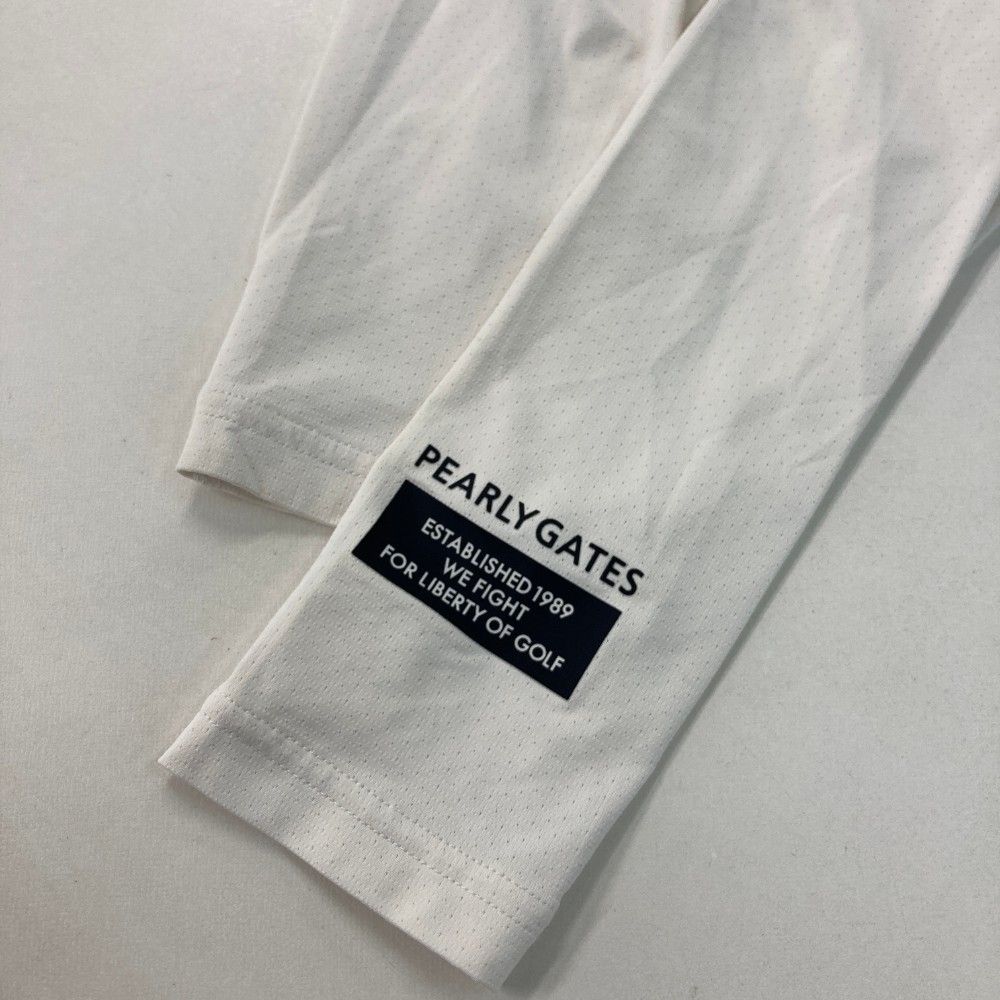 PEARLY GATES
ESTABLISHED 1989
WE FIGHT
FOR LIBERTY OF GOLF